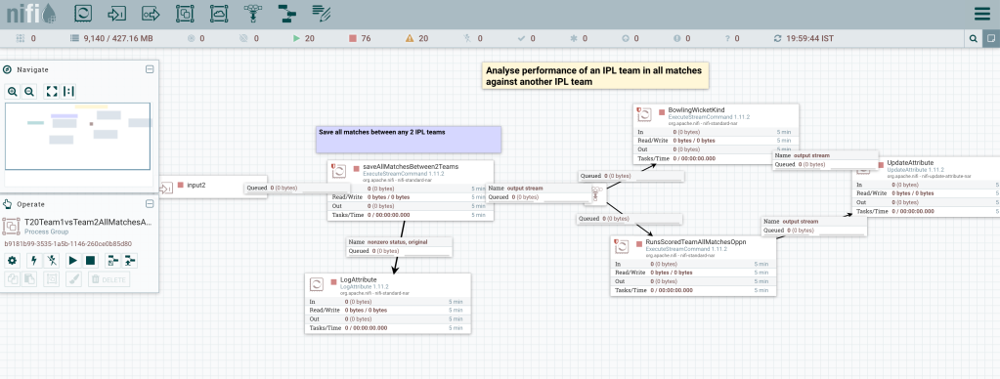 nifi
0
9,140 / 427.16 MB
0
0
20
76
20
0
0
0
0
0
0
19:59:44 IST
Navigate
Operate
T20Team1vsTeam2AllMatchesA...
Process Group
b9181b99-3535-1a5b-1146-260ce0b85d80
DELETE
Analyse performance of an IPL team in all matches
against another IPL team
Save all matches between any 2 IPL teams
input2
Queued 0 (0 bytes)
saveAllMatchesBetween2Teams
ExecuteStreamCommand 1.11.2
org.apache.nifi - nifi-standard-nar
In 0 (0 bytes) 5 min
Read/Write 0 bytes / 0 bytes 5 min
Out 0 (0 bytes) 5 min
Tasks/Time 0 / 00:00:00.000 5 min
Name output stream
Queued 0 (0 bytes)
Name nonzero status, original
Queued 0 (0 bytes)
LogAttribute
LogAttribute 1.11.2
org.apache.nifi - nifi-standard-nar
In 0 (0 bytes) 5 min
Read/Write 0 bytes / 0 bytes 5 min
Out 0 (0 bytes) 5 min
Tasks/Time 0 / 00:00:00.000 5 min
Queued 0 (0 bytes)
Queued 0 (0 bytes)
BowlingWicketKind
ExecuteStreamCommand 1.11.2
org.apache.nifi - nifi-standard-nar
In 0 (0 bytes) 5 min
Read/Write 0 bytes / 0 bytes 5 min
Out 0 (0 bytes) 5 min
Tasks/Time 0 / 00:00:00.000
Name output stream
Queued 0 (0 bytes)
RunsScoredTeamAllMatchesOppn
ExecuteStreamCommand 1.11.2
org.apache.nifi - nifi-standard-nar
In 0 (0 bytes) 5 min
Read/Write 0 bytes / 0 bytes 5 min
Out 0 (0 bytes) 5 min
Tasks/Time 0 / 00:00:00.000 5 min
Name output stream
Queued 0 (0 bytes)
UpdateAttribute
UpdateAttribute 1.11.2
org.apache.nifi - nifi-update-attribute-nar
In 0 (0 bytes)
Read/Write 0 bytes / 0 bytes
Out 0 (0 bytes)
Tasks/Time 0 / 00:00:00.000